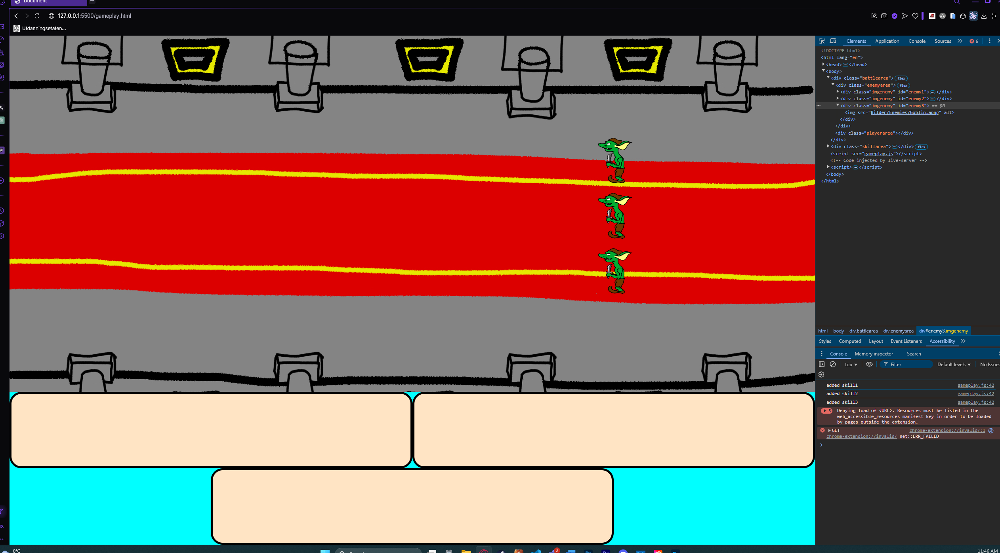 Document
127.0.0.1:5500/gameplay.html
Utdanningsetaten...
Elements Application Console Sources 6
<!DOCTYPE html>
<html lang="en">
<head> </head>
<body>
<div class="battlearea"> flex
<div class="enemyarea"> flex
<div class="imgenemy" id="enemy1"> </div>
<div class="imgenemy" id="enemy2"> </div>
<div class="imgenemy" id="enemy3"> == $0
<img src="Bilder/Enemies/Goblin.apng" alt>
</div>
</div>
<div class="playerarea"></div>
</div>
<div class="skillarea"> </div> flex
<script src="gameplay.js"></script>
<!-- Code injected by live-server -->
<script> </script>
</body>
</html>
html body div.battlearea div.enemyarea div#enemy3.imgenemy
Styles Computed Layout Event Listeners Accessibility
Console Memory inspector Search
top Filter Default levels No Issues
added skill1 gameplay.js:42
added skill2 gameplay.js:42
added skill3 gameplay.js:42
5 Denying load of <URL>. Resources must be listed in the
web_accessible_resources manifest key in order to be loaded
by pages outside the extension.
GET chrome-extension://invalid/:1
chrome-extension://invalid/ net::ERR_FAILED
0°C
2
11:46 AM